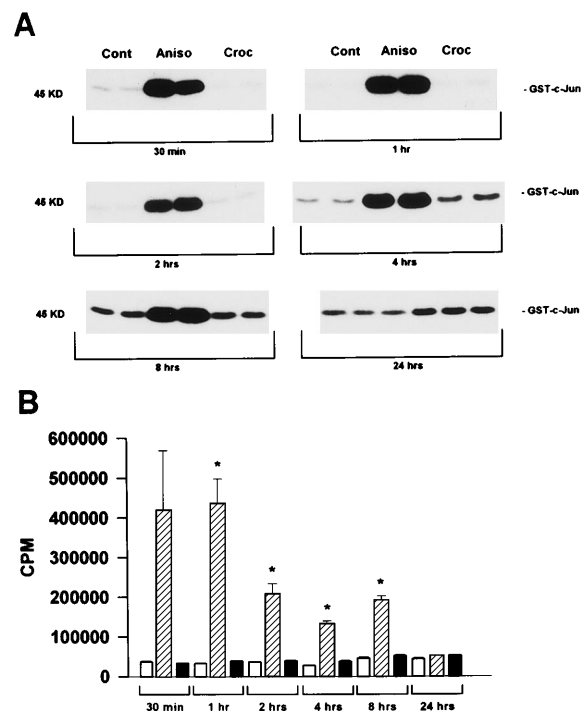 A
Cont Aniso Croc Cont Aniso Croc
45 KD - GST-c-Jun
30 min 1 hr
45 KD - GST-c-Jun
2 hrs 4 hrs
45 KD - GST-c-Jun
8 hrs 24 hrs
B
600000
500000
400000
300000
200000
100000
0
CPM
* * * *
30 min 1 hr 2 hrs 4 hrs 8 hrs 24 hrs